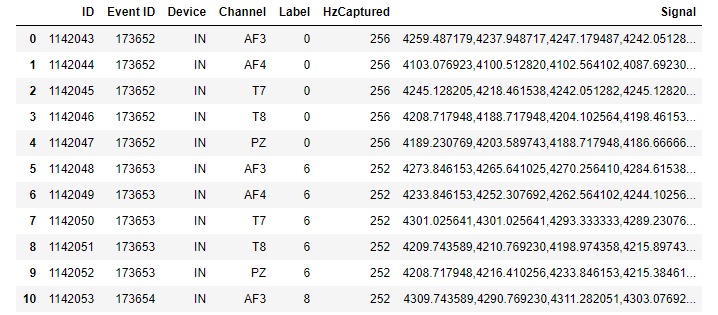 ID Event ID Device Channel Label HzCaptured Signal
0 1142043 173652 IN AF3 0 256 4259.487179,4237.948717,4247.179487,4242.05128...
1 1142044 173652 IN AF4 0 256 4103.076923,4100.512820,4102.564102,4087.69230...
2 1142045 173652 IN T7 0 256 4245.128205,4218.461538,4242.051282,4245.12820...
3 1142046 173652 IN T8 0 256 4208.717948,4188.717948,4204.102564,4198.46153...
4 1142047 173652 IN PZ 0 256 4189.230769,4203.589743,4188.717948,4186.66666...
5 1142048 173653 IN AF3 6 252 4273.846153,4265.641025,4270.256410,4284.61538...
6 1142049 173653 IN AF4 6 252 4233.846153,4252.307692,4262.564102,4244.10256...
7 1142050 173653 IN T7 6 252 4301.025641,4301.025641,4293.333333,4289.23076...
8 1142051 173653 IN T8 6 252 4209.743589,4210.769230,4198.974358,4215.89743...
9 1142052 173653 IN PZ 6 252 4208.717948,4216.410256,4233.846153,4215.38461...
10 1142053 173654 IN AF3 8 252 4309.743589,4290.769230,4311.282051,4303.07692...